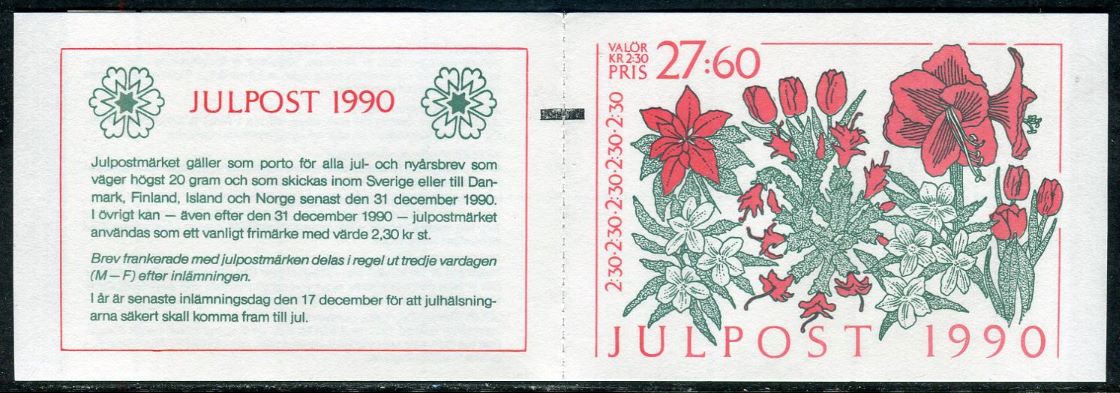 JULPOST 1990
Julpostmärket gäller som porto för alla jul- och nyårsbrev som
väger högst 20 gram och som skickas inom Sverige eller till Dan-
mark, Finland, Island och Norge senast den 31 december 1990.
I övrigt kan – även efter den 31 december 1990 – julpostmärket
användas som ett vanligt frimärke med värde 2,30 kr st.
Brev frankerade med julpostmärken delas i regel ut tredje vardagen
(M – F) efter inlämningen.
I år är senaste inlämningsdag den 17 december för att julhälsning-
arna säkert skall komma fram till jul.
VALÖR
KR 2:30
PRIS
27:60
2:30·2:30·2:30·2:30·2:30
JULPOST 1990